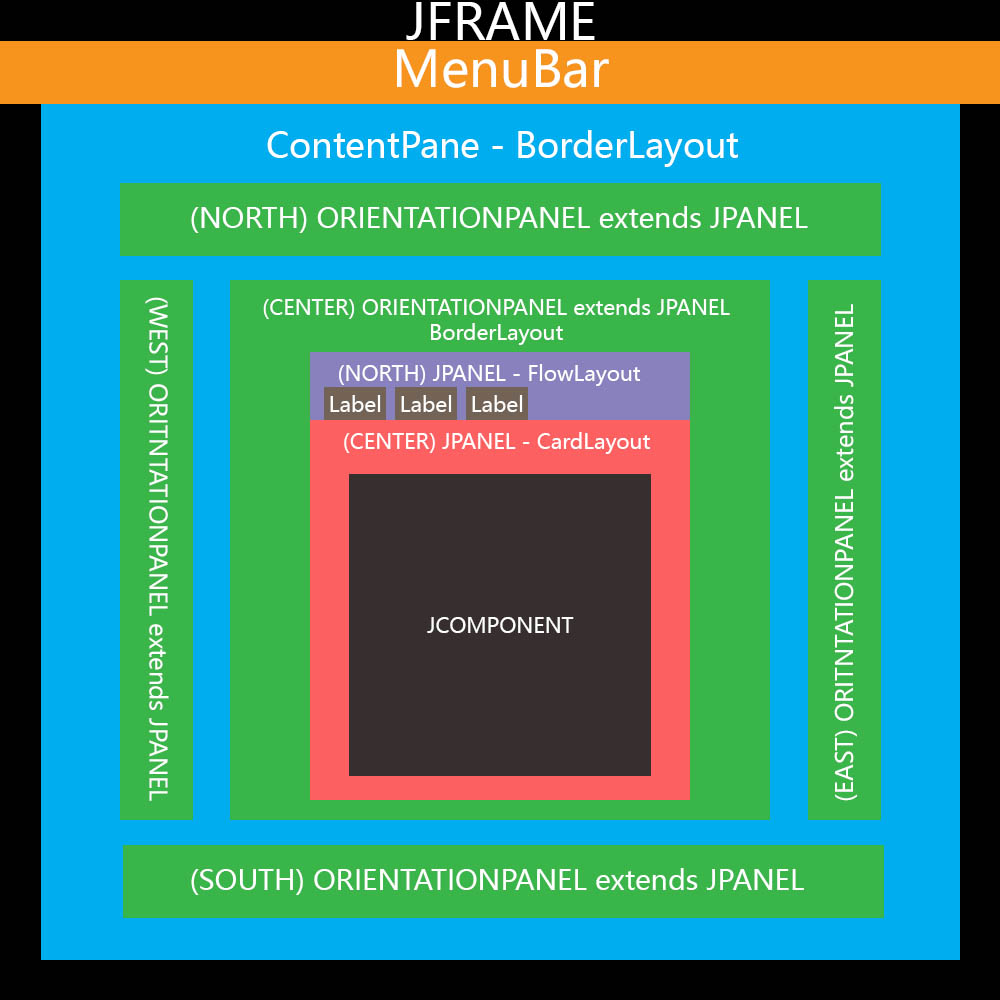 JFRAME
MenuBar
ContentPane - BorderLayout
(NORTH) ORIENTATIONPANEL extends JPANEL
(WEST) ORITNTATIONPANEL extends JPANEL
(CENTER) ORIENTATIONPANEL extends JPANEL
BorderLayout
(NORTH) JPANEL - FlowLayout
Label Label Label
(CENTER) JPANEL - CardLayout
JCOMPONENT
(EAST) ORITNTATIONPANEL extends JPANEL
(SOUTH) ORIENTATIONPANEL extends JPANEL